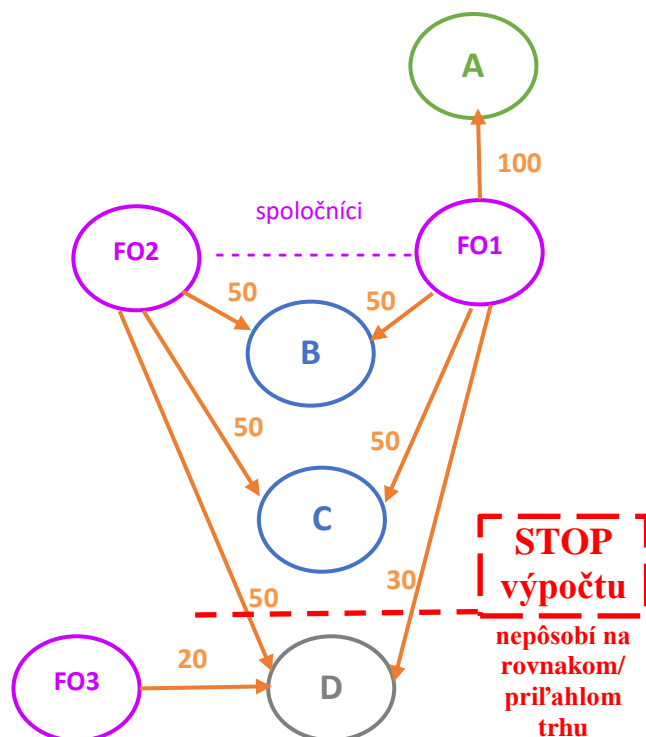 A
100
spoločníci
FO2
FO1
50
50
B
50
50
C
STOP
výpočtu
30
50
nepôsobí na
rovnakom/
priľahlom
trhu
20
FO3
D